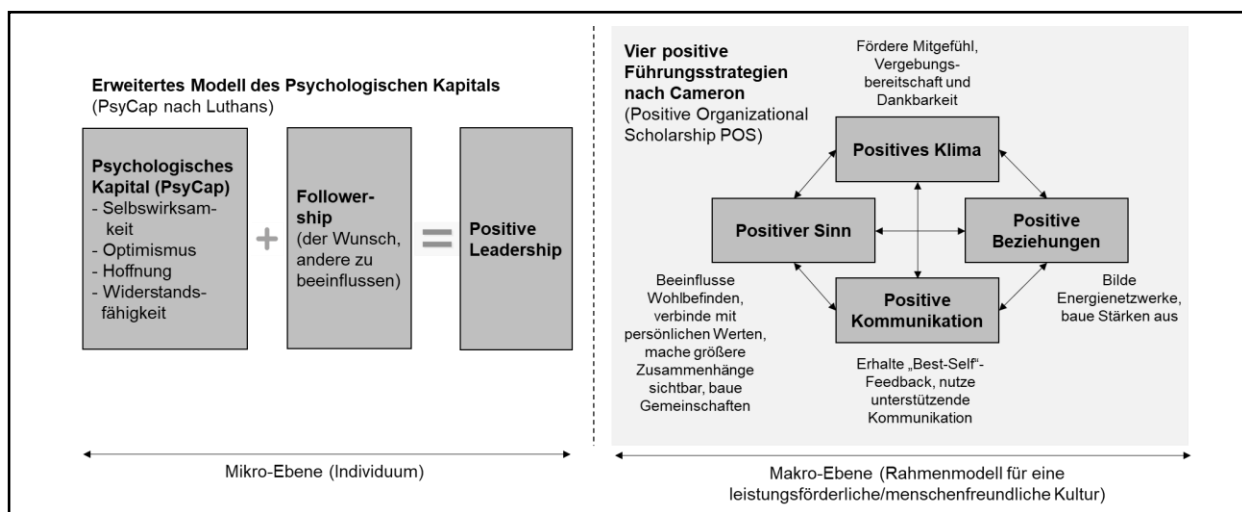 Erweitertes Modell des Psychologischen Kapitals
(PsyCap nach Luthans)
Psychologisches
Kapital (PsyCap)
- Selbstwirksam-
keit
- Optimismus
- Hoffnung
- Widerstands-
fähigkeit
+
Follower-
ship
(der Wunsch,
andere zu
beeinflussen)
=
Positive
Leadership
Mikro-Ebene (Individuum)
Vier positive
Führungsstrategien
nach Cameron
(Positive Organizational
Scholarship POS)
Fördere Mitgefühl,
Vergebungs-
bereitschaft und
Dankbarkeit
Positives Klima
Positiver Sinn
Positive
Beziehungen
Beeinflusse
Wohlbefinden,
verbinde mit
persönlichen Werten,
mache größere
Zusammenhänge
sichtbar, baue
Gemeinschaften
Positive
Kommunikation
Bilde
Energienetzwerke,
baue Stärken aus
Erhalte „Best-Self“-
Feedback, nutze
unterstützende
Kommunikation
Makro-Ebene (Rahmenmodell für eine
leistungsförderliche/menschenfreundliche Kultur)